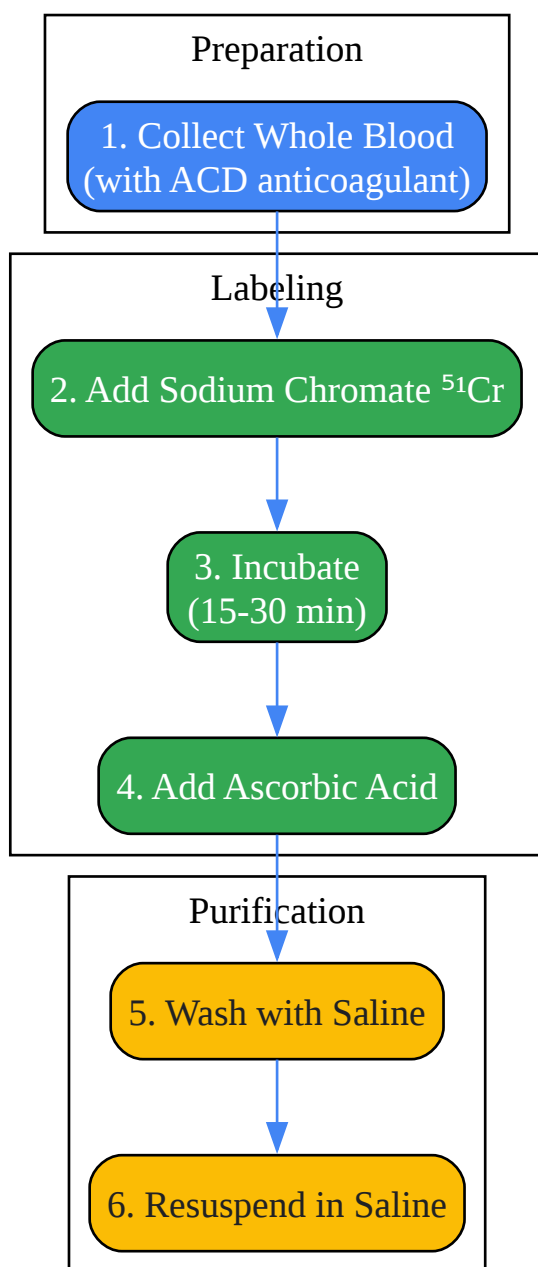 Preparation
1. Collect Whole Blood
(with ACD anticoagulant)
Labeling
2. Add Sodium Chromate ⁵¹Cr
3. Incubate
(15-30 min)
4. Add Ascorbic Acid
Purification
5. Wash with Saline
6. Resuspend in Saline